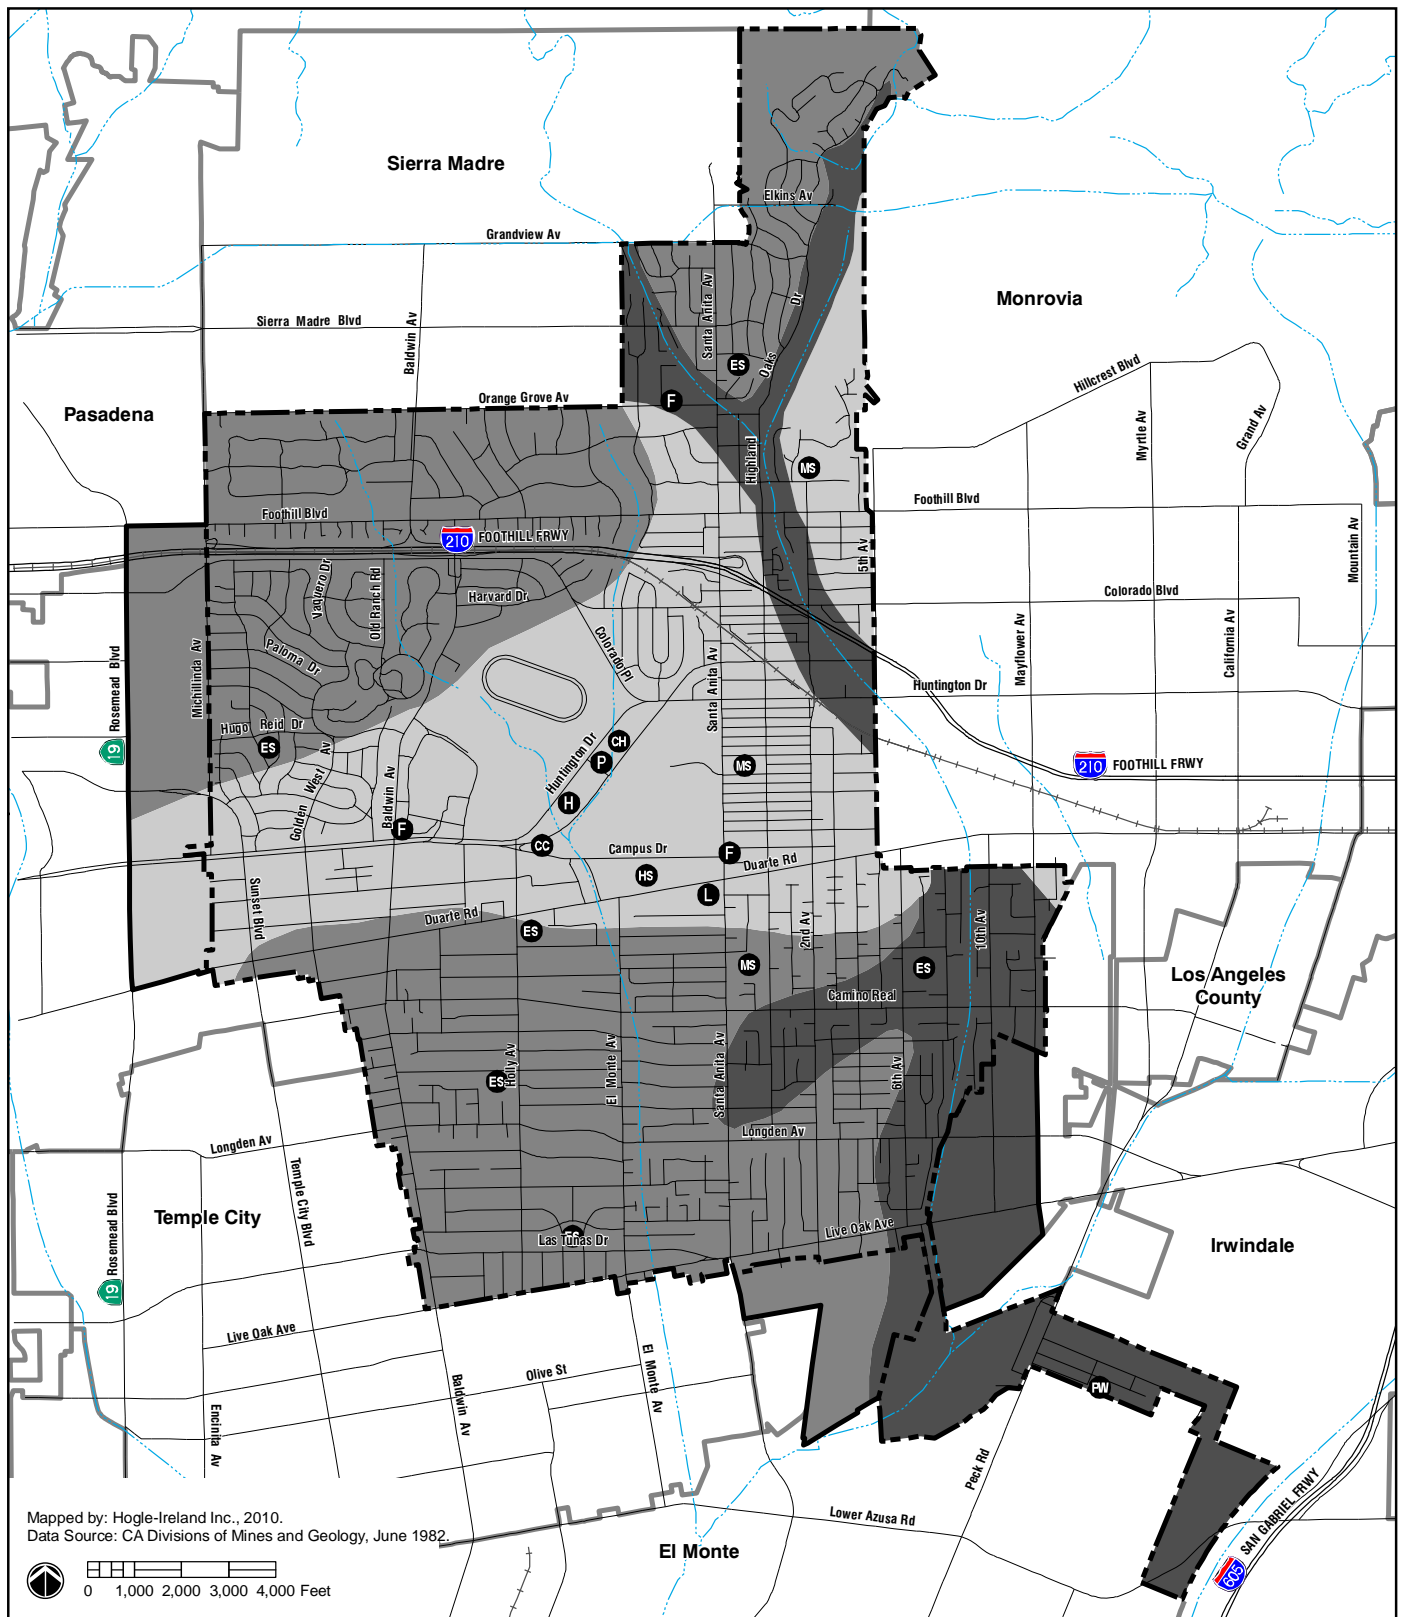 Sierra Madre
Elkins Av
Grandview Av
Monrovia
Sierra Madre Blvd
Baldwin Av
Santa Anita Av
Oaks
Dr
ES
Hillcrest Blvd
Pasadena
Orange Grove Av
F
Highland
MS
Myrtle Av
Grand Av
Foothill Blvd
Foothill Blvd
210
FOOTHILL FRWY
5th Av
Mountain Av
Vaquero Dr
Old Ranch Rd
Harvard Dr
Colorado Blvd
Paloma Dr
Colorado Pl
Mayflower Av
California Av
Rosemead Blvd
Michillinda Av
Santa Anita Av
Huntington Dr
Hugo Reid Dr
ES
19
CH
P
Huntington Dr
MS
210
FOOTHILL FRWY
Golden West Av
Baldwin Av
H
F
CC
Campus Dr
F
Duarte Rd
HS
L
Sunset Blvd
Duarte Rd
ES
2nd Av
10th Av
MS
ES
Los Angeles
County
Camino Real
Holly Av
ES
El Monte Av
Santa Anita Av
6th Av
Longden Av
Longden Av
Temple City Blvd
Rosemead Blvd
Temple City
Live Oak Ave
Las Tunas Dr
Irwindale
19
Live Oak Ave
Olive St
El Monte Av
Baldwin Av
Encinita Av
PW
Peck Rd
SAN GABRIEL FRWY
605
Lower Azusa Rd
El Monte
Mapped by: Hogle-Ireland Inc., 2010.
Data Source: CA Divisions of Mines and Geology, June 1982.
0 1,000 2,000 3,000 4,000 Feet